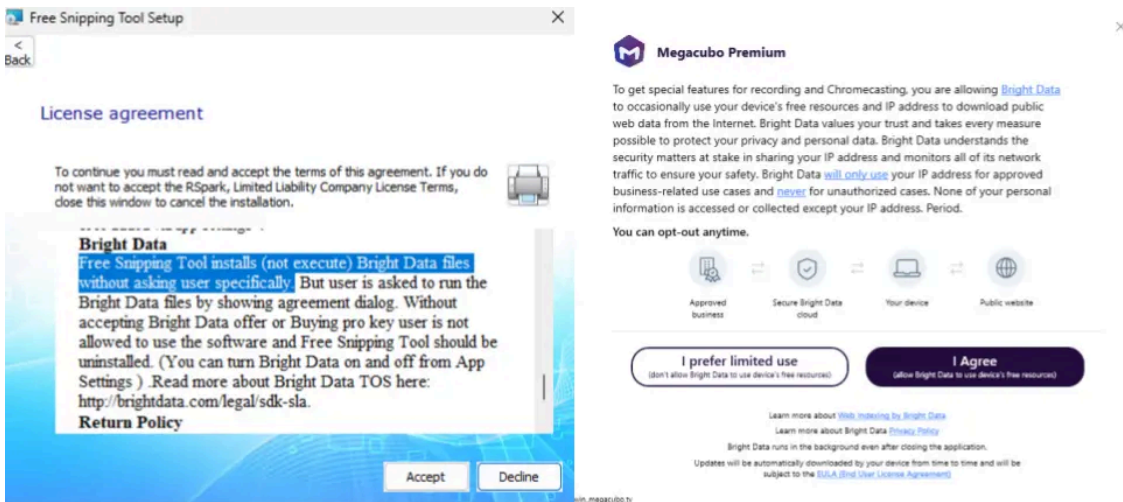 Free Snipping Tool Setup
<
Back
License agreement
To continue you must read and accept the terms of this agreement. If you do
not want to accept the RSpark, Limited Liability Company License Terms,
close this window to cancel the installation.
Bright Data
Free Snipping Tool installs (not execute) Bright Data files
without asking user specifically. But user is asked to run the
Bright Data files by showing agreement dialog. Without
accepting Bright Data offer or Buying pro key user is not
allowed to use the software and Free Snipping Tool should be
uninstalled. (You can turn Bright Data on and off from App
Settings ) .Read more about Bright Data TOS here:
http://brightdata.com/legal/sdk-sla.
Return Policy
Accept
Decline
Megacubo Premium
To get special features for recording and Chromecasting, you are allowing Bright Data
to occasionally use your device's free resources and IP address to download public
web data from the Internet. Bright Data values your trust and takes every measure
possible to protect your privacy and personal data. Bright Data understands the
security matters at stake in sharing your IP address and monitors all of its network
traffic to ensure your safety. Bright Data will only use your IP address for approved
business-related use cases and never for unauthorized cases. None of your personal
information is accessed or collected except your IP address. Period.
You can opt-out anytime.
Approved
business
Secure Bright Data
cloud
Your device
Public website
I prefer limited use
(don't allow Bright Data to use device's free resources)
I Agree
(allow Bright Data to use device's free resources)
Learn more about Web Indexing by Bright Data
Learn more about Bright Data Privacy Policy
Bright Data runs in the background even after closing the application.
Updates will be automatically downloaded by your device from time to time and will be
subject to the EULA (End User License Agreement)
win.megacubo.tv